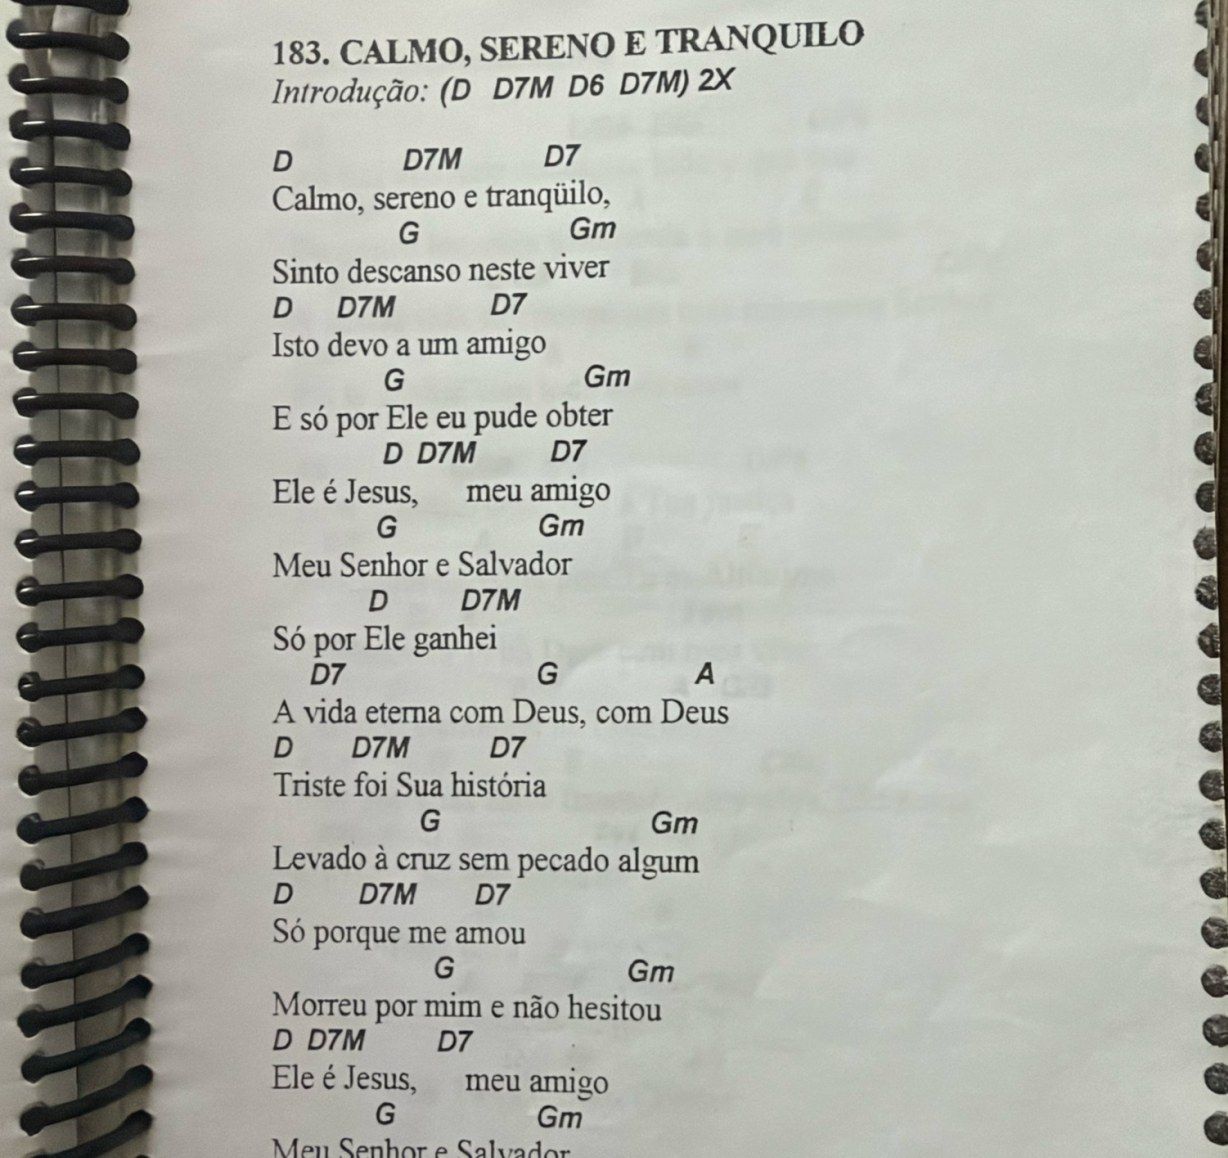 183. CALMO, SERENO E TRANQUILO
Introdução: (D D7M D6 D7M) 2X
D D7M D7
Calmo, sereno e tranqüilo,
G Gm
Sinto descanso neste viver
D D7M D7
Isto devo a um amigo
G Gm
E só por Ele eu pude obter
D D7M D7
Ele é Jesus, meu amigo
G Gm
Meu Senhor e Salvador
D D7M
Só por Ele ganhei
D7 G A
A vida eterna com Deus, com Deus
D D7M D7
Triste foi Sua história
G Gm
Levado à cruz sem pecado algum
D D7M D7
Só porque me amou
G Gm
Morreu por mim e não hesitou
D D7M D7
Ele é Jesus, meu amigo
G Gm
Meu Senhor e Salvador